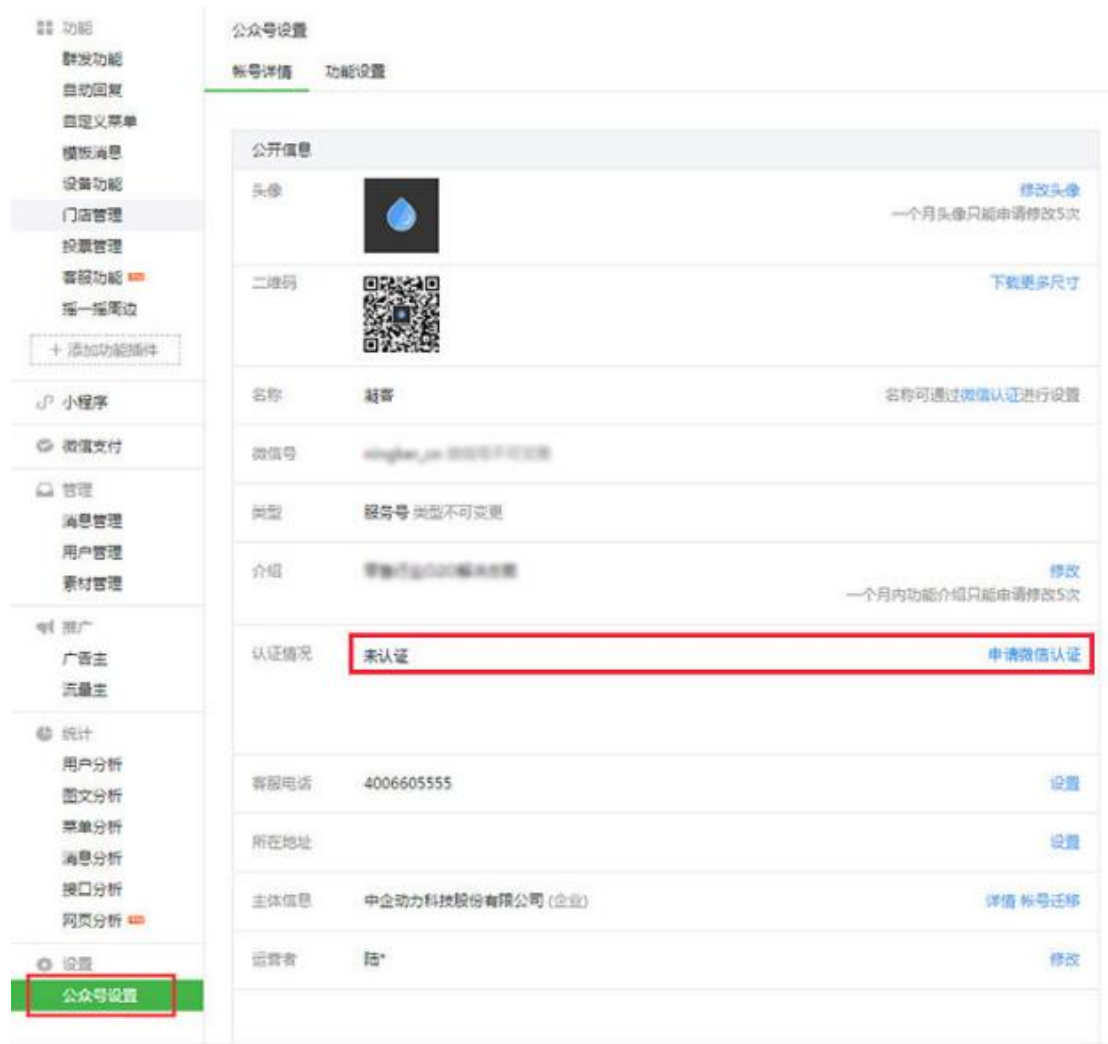 功能
群发功能
自动回复
自定义菜单
模板消息
设备功能
门店管理
投票管理
客服功能
摇一摇周边
+ 添加功能插件
小程序
微信支付
管理
消息管理
用户管理
素材管理
推广
广告主
流量主
统计
用户分析
图文分析
菜单分析
消息分析
接口分析
网页分析
设置
公众号设置
公众号设置
帐号详情 功能设置
公开信息
头像 修改头像
一个月头像只能申请修改5次
二维码 下载更多尺寸
名称 凝客 名称可通过微信认证进行设置
微信号
类型 服务号 类型不可变更
介绍 修改
一个月内功能介绍只能申请修改5次
认证情况 未认证 申请微信认证
客服电话 4006605555 设置
所在地址 设置
主体信息 中企动力科技股份有限公司 (企业) 详情 帐号迁移
运营者 陆* 修改